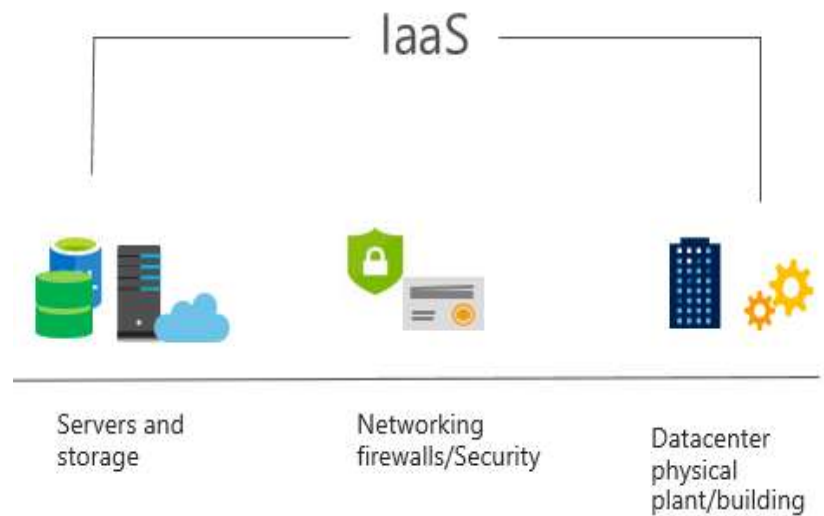 IaaS
Servers and
storage
Networking
firewalls/Security
Datacenter
physical
plant/building